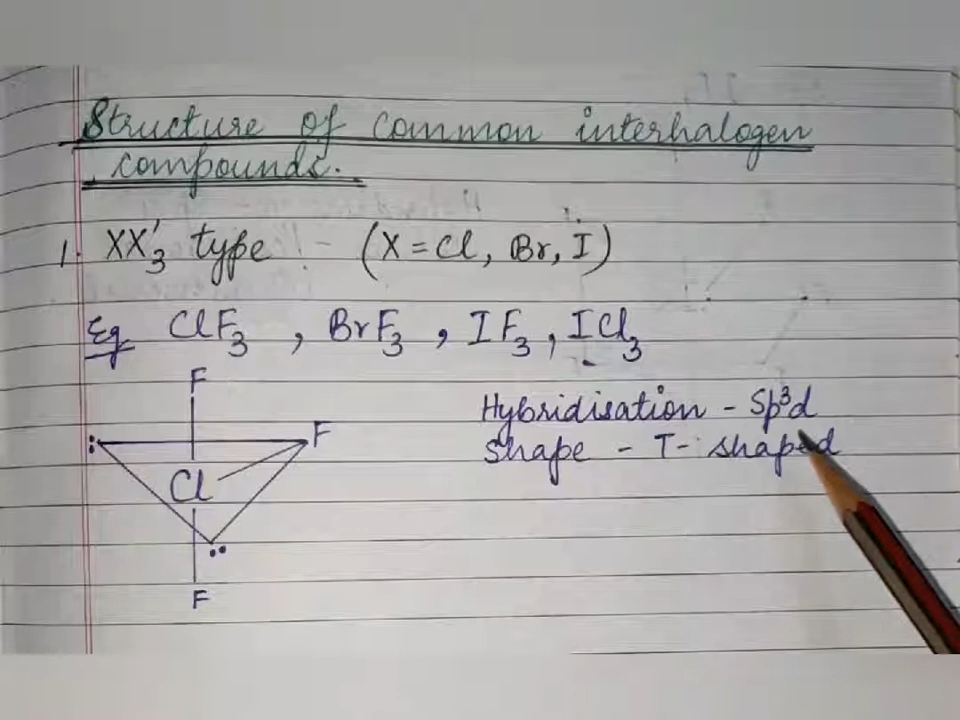 Structure of common interhalogen
compounds.
1. XX'₃ type - (X = Cl, Br, I)
Eg. ClF₃, BrF₃, IF₃, ICl₃
F
Hybridisation - Sp³d
: F
Shape - T-shaped
Cl
:
F